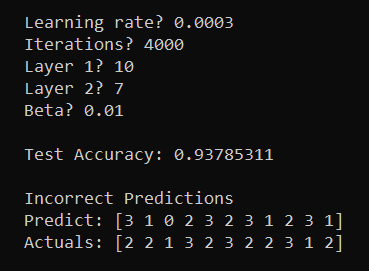 Learning rate? 0.0003
Iterations? 4000
Layer 1? 10
Layer 2? 7
Beta? 0.01
Test Accuracy: 0.93785311
Incorrect Predictions
Predict: [3 1 0 2 3 2 3 1 2 3 1]
Actuals: [2 2 1 3 2 3 2 2 3 1 2]